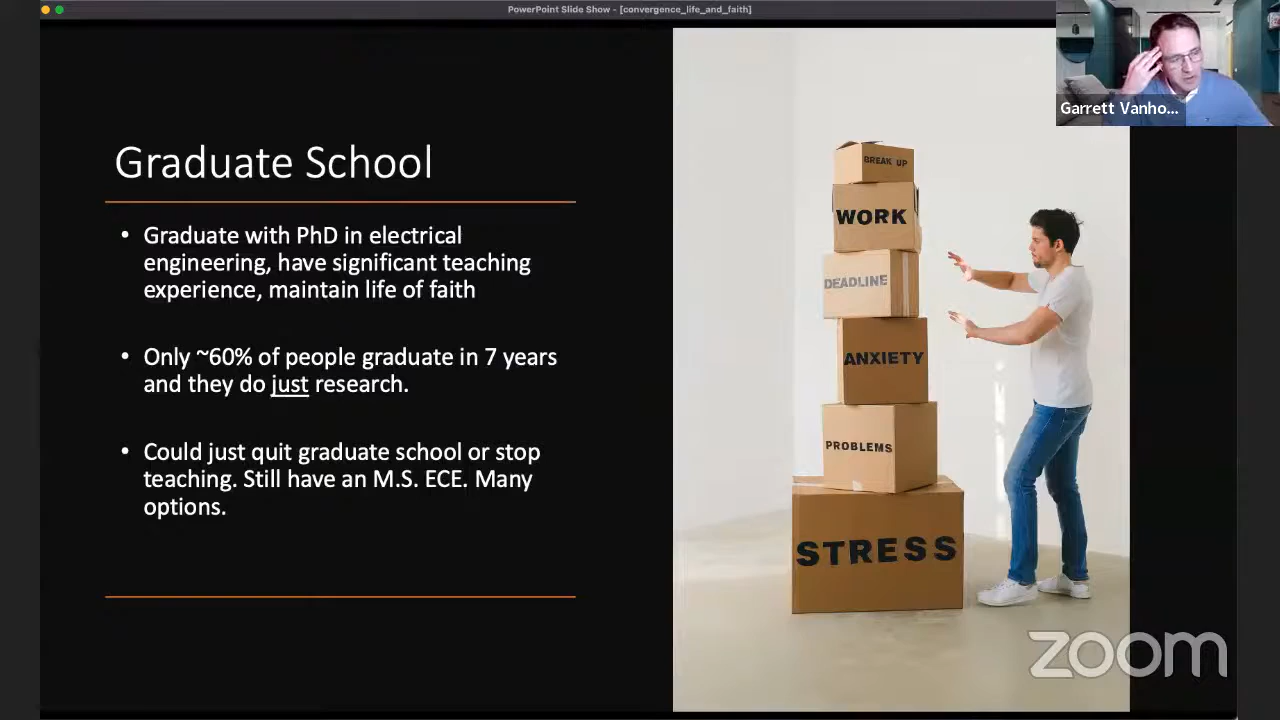 PowerPoint Slide Show - [convergence_life_and_faith]
Garrett Vanho...
Graduate School
• Graduate with PhD in electrical
engineering, have significant teaching
experience, maintain life of faith
• Only ~60% of people graduate in 7 years
and they do just research.
• Could just quit graduate school or stop
teaching. Still have an M.S. ECE. Many
options.
BREAK UP
WORK
DEADLINE
ANXIETY
PROBLEMS
STRESS
zoom